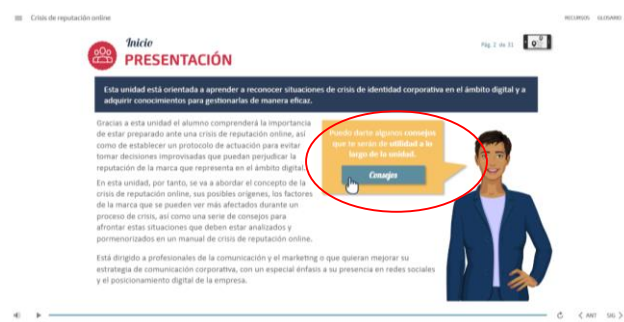 Crisis de reputación online
RECURSOS GLOSARIO
Inicio
PRESENTACIÓN
Pág. 2 de 31
Esta unidad está orientada a aprender a reconocer situaciones de crisis de identidad corporativa en el ámbito digital y a
adquirir conocimientos para gestionarlas de manera eficaz.
Gracias a esta unidad el alumno comprenderá la importancia
de estar preparado ante una crisis de reputación online, así
como de establecer un protocolo de actuación para evitar
tomar decisiones improvisadas que puedan perjudicar la
reputación de la marca que representa en el ámbito digital.
En esta unidad, por tanto, se va a abordar el concepto de la
crisis de reputación online, sus posibles orígenes, los factores
de la marca que se pueden ver más afectados durante un
proceso de crisis, así como una serie de consejos para
afrontar estas situaciones que deben estar analizados y
pormenorizados en un manual de crisis de reputación online.
Está dirigido a profesionales de la comunicación y el marketing o que quieran mejorar su
estrategia de comunicación corporativa, con un especial énfasis a su presencia en redes sociales
y el posicionamiento digital de la empresa.
Puedo darte algunos consejos
que te serán de utilidad a lo
largo de la unidad.
Consejos
ANT SIG